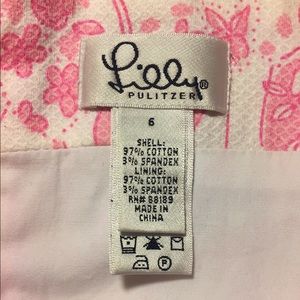 Lilly®
PULITZER
6
SHELL:
97% COTTON
3% SPANDEX
LINING:
97% COTTON
3% SPANDEX
RN# 88189
MADE IN
CHINA
P